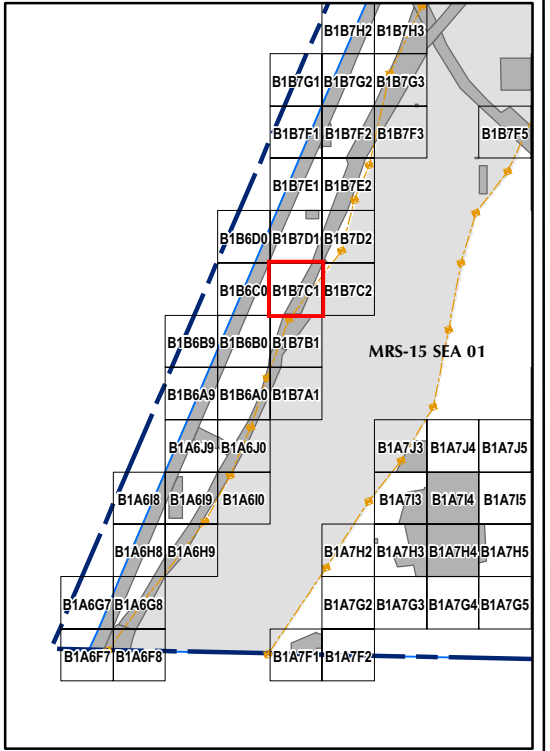 B1B7H2 B1B7H3
B1B7G1 B1B7G2 B1B7G3
B1B7F1 B1B7F2 B1B7F3 B1B7F5
B1B7E1 B1B7E2
B1B6D0 B1B7D1 B1B7D2
B1B6C0 B1B7C1 B1B7C2
B1B6B9 B1B6B0 B1B7B1
MRS-15 SEA 01
B1B6A9 B1B6A0 B1B7A1
B1A6J9 B1A6J0 B1A7J3 B1A7J4 B1A7J5
B1A6I8 B1A6I9 B1A6I0 B1A7I3 B1A7I4 B1A7I5
B1A6H8 B1A6H9 B1A7H2 B1A7H3 B1A7H4 B1A7H5
B1A6G7 B1A6G8 B1A7G2 B1A7G3 B1A7G4 B1A7G5
B1A6F7 B1A6F8 B1A7F1 B1A7F2